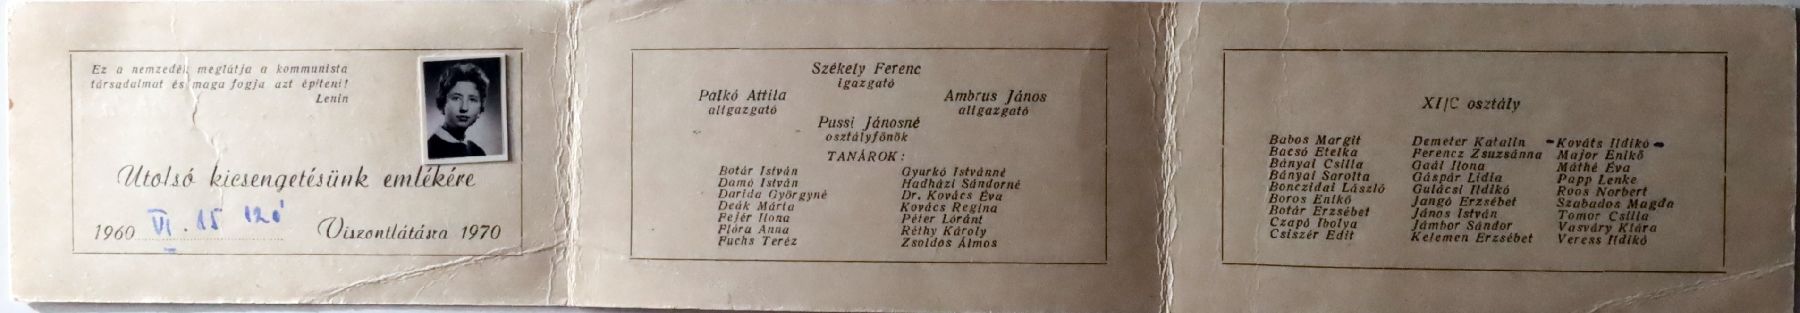 Ez a nemzedék meglátja a kommunista
társadalmat és maga fogja azt építeni!
Lenin
Utolsó kicsengetésünk emlékére
1960 VI. 15 12 ó
Viszontlátásra 1970
Székely Ferenc
igazgató
Palkó Attila
aligazgató
Ambrus János
aligazgató
Pussi Jánosné
osztályfőnök
TANÁROK:
Botár István
Damó István
Darida Györgyné
Deák Márta
Fejér Ilona
Flóra Anna
Fuchs Teréz
Gyurkó Istvánné
Hadházi Sándorné
Dr. Kovács Éva
Kovács Regina
Péter Lóránt
Réthy Károly
Zsoldos Álmos
XI/C osztály
Babos Margit
Bacsó Etelka
Bányai Csilla
Bányai Sarolta
Bonczidai László
Boros Enikő
Botár Erzsébet
Czapó Ibolya
Csiszér Edit
Demeter Katalin
Ferencz Zsuzsánna
Gaál Ilona
Gáspár Lidia
Gulácsi Ildikó
Jangó Erzsébet
János István
Jámbor Sándor
Kelemen Erzsébet
Kováts Ildikó
Major Enikő
Máthé Éva
Papp Lenke
Roos Norbert
Szabados Magda
Tomor Csilla
Vasváry Klára
Veress Ildikó